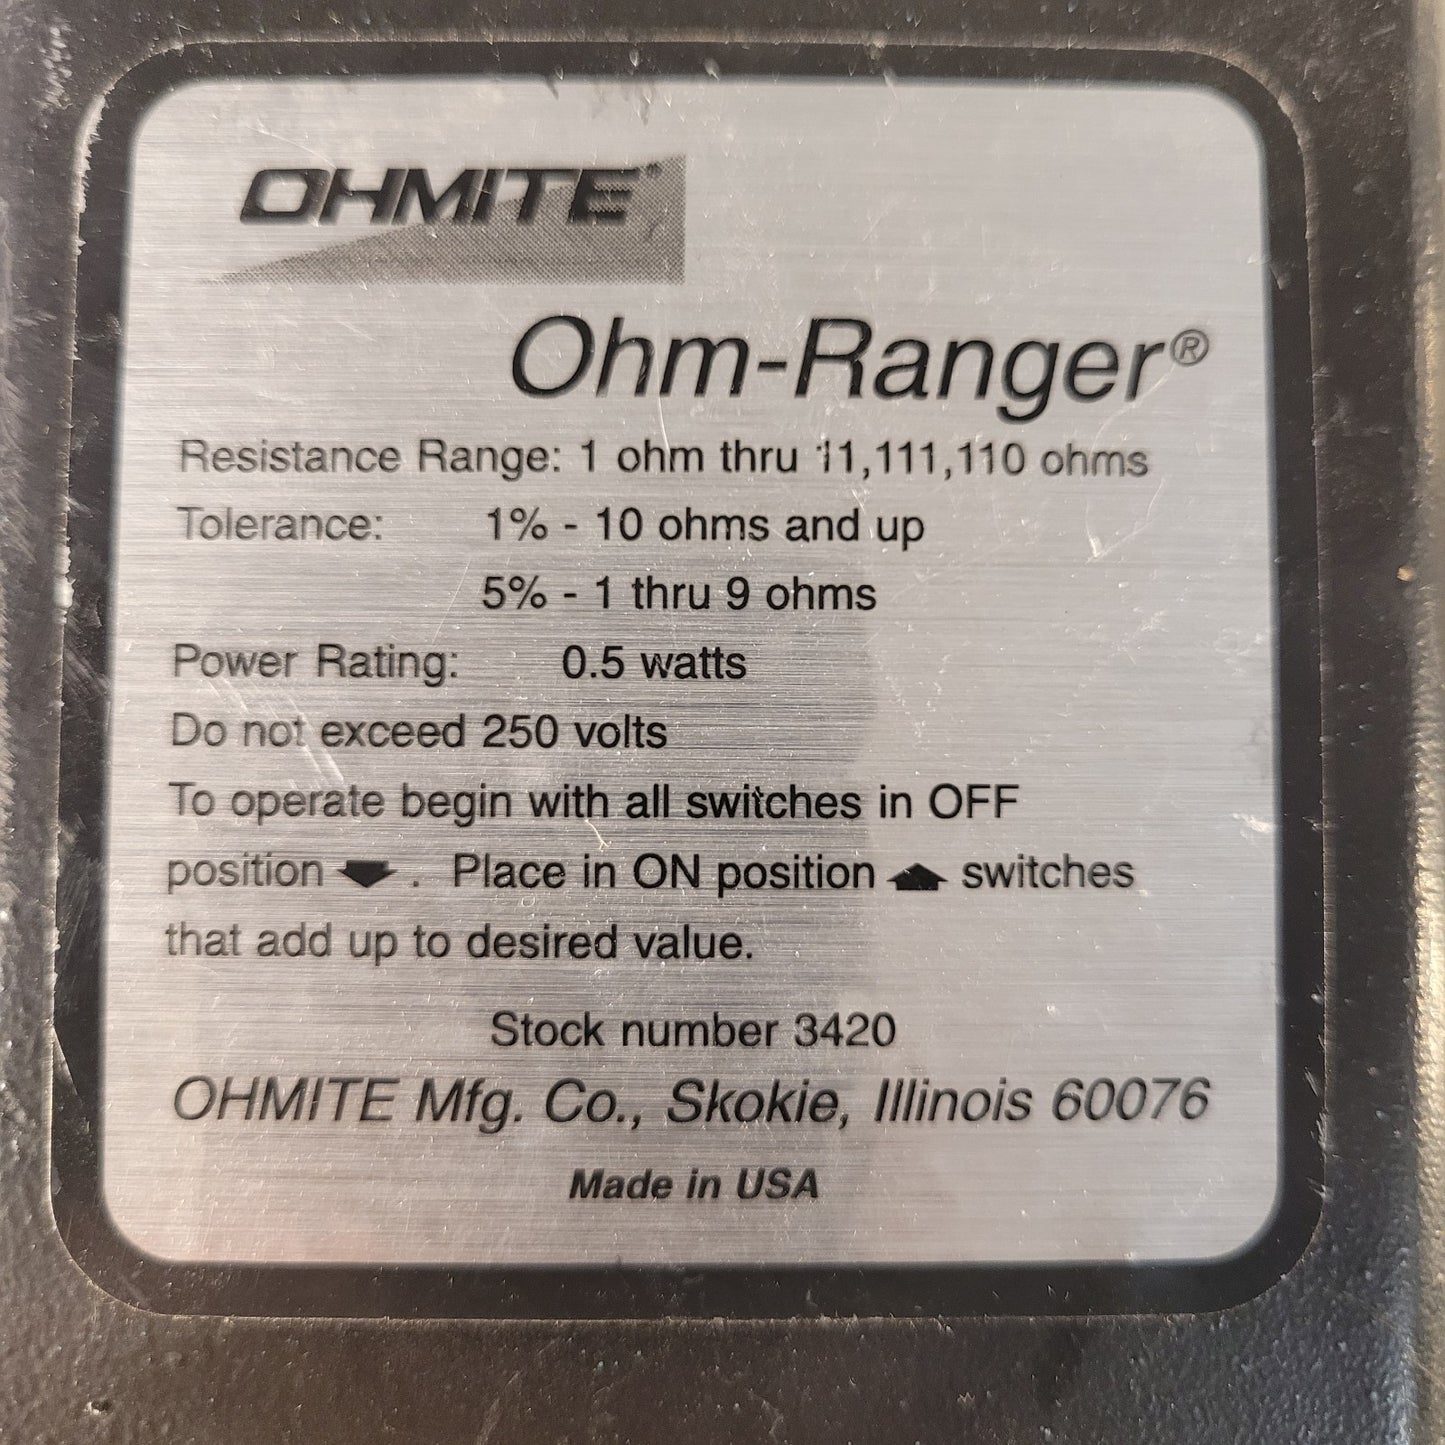 OHMITE®
Ohm-Ranger®
Resistance Range: 1 ohm thru 11,111,110 ohms
Tolerance: 1% - 10 ohms and up
5% - 1 thru 9 ohms
Power Rating: 0.5 watts
Do not exceed 250 volts
To operate begin with all switches in OFF
position . Place in ON position switches
that add up to desired value.
Stock number 3420
OHMITE Mfg. Co., Skokie, Illinois 60076
Made in USA